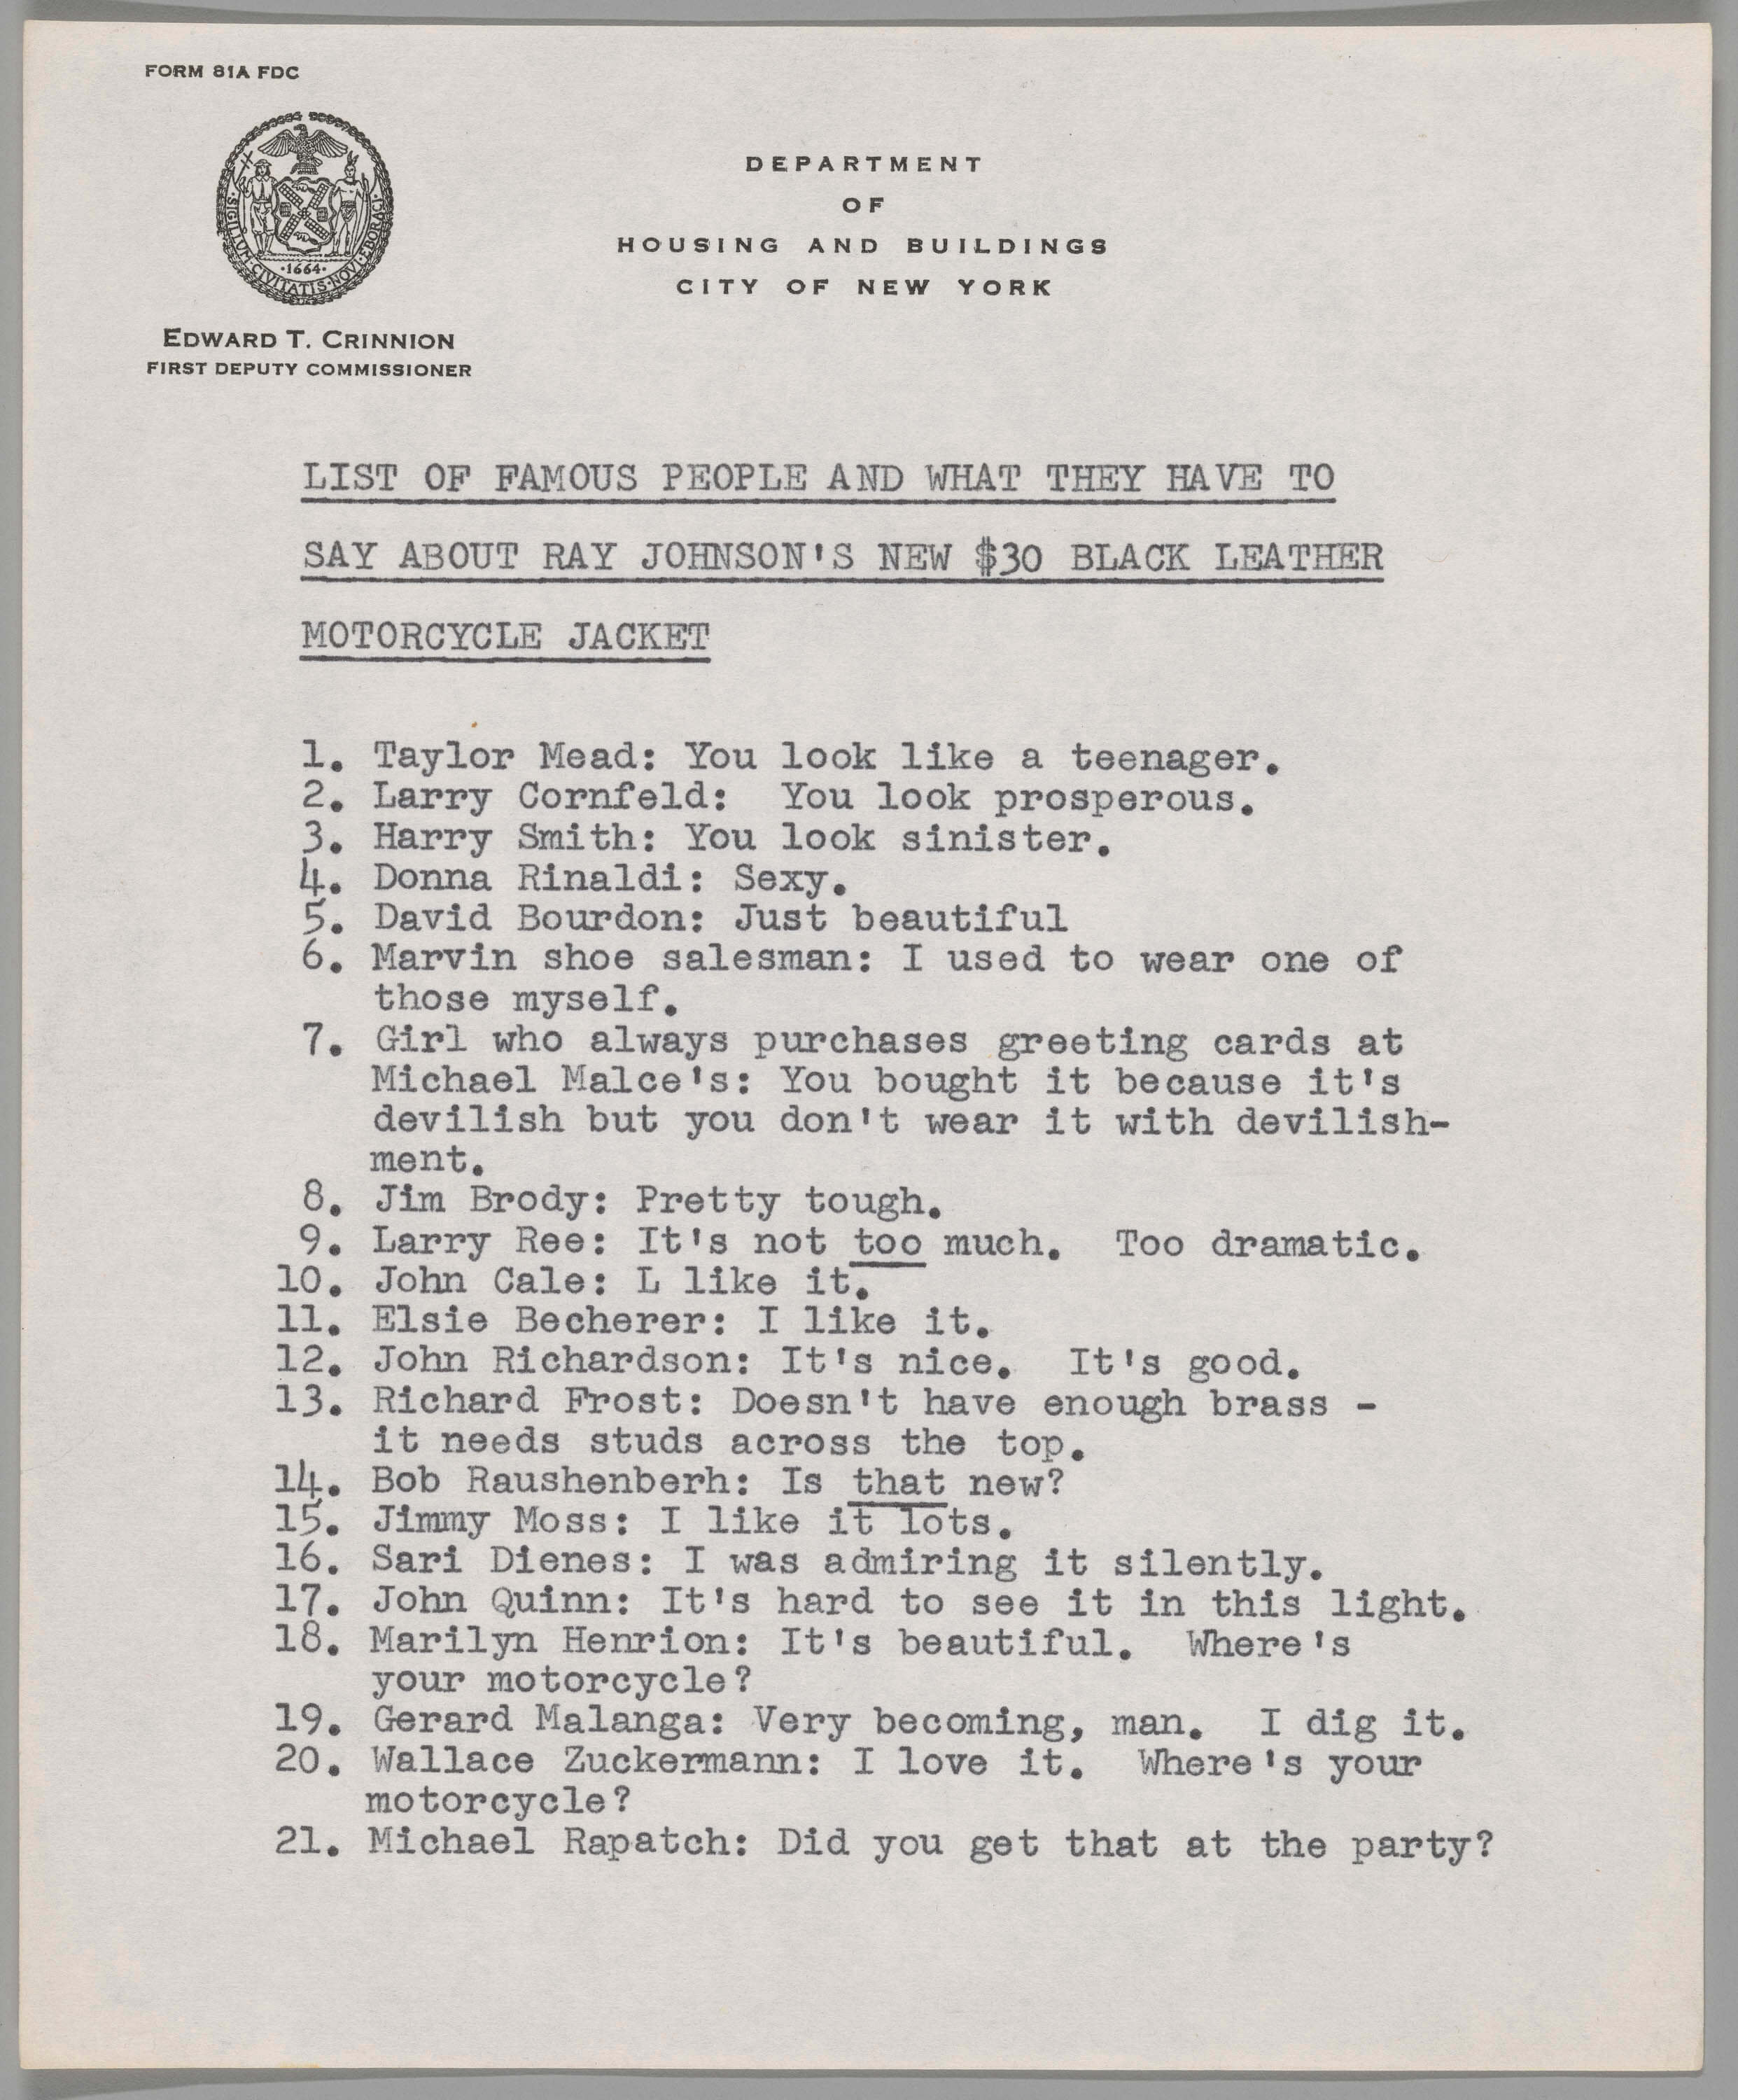 FORM 81A FDC
SIGILLUM·CIVITATIS·NOVI·EBORACI
·1664·
DEPARTMENT
OF
HOUSING AND BUILDINGS
CITY OF NEW YORK
EDWARD T. CRINNION
FIRST DEPUTY COMMISSIONER
LIST OF FAMOUS PEOPLE AND WHAT THEY HAVE TO
SAY ABOUT RAY JOHNSON'S NEW $30 BLACK LEATHER
MOTORCYCLE JACKET
1. Taylor Mead: You look like a teenager.
2. Larry Cornfeld:  You look prosperous.
3. Harry Smith: You look sinister.
4. Donna Rinaldi: Sexy.
5. David Bourdon: Just beautiful
6. Marvin shoe salesman: I used to wear one of
those myself.
7. Girl who always purchases greeting cards at
Michael Malce's: You bought it because it's
devilish but you don't wear it with devilish-
ment.
8. Jim Brody: Pretty tough.
9. Larry Ree: It's not too much.  Too dramatic.
10. John Cale: L like it.
11. Elsie Becherer: I like it.
12. John Richardson: It's nice.  It's good.
13. Richard Frost: Doesn't have enough brass -
it needs studs across the top.
14. Bob Raushenberh: Is that new?
15. Jimmy Moss: I like it lots.
16. Sari Dienes: I was admiring it silently.
17. John Quinn: It's hard to see it in this light.
18. Marilyn Henrion: It's beautiful.  Where's
your motorcycle?
19. Gerard Malanga: Very becoming, man.  I dig it.
20. Wallace Zuckermann: I love it.  Where's your
motorcycle?
21. Michael Rapatch: Did you get that at the party?